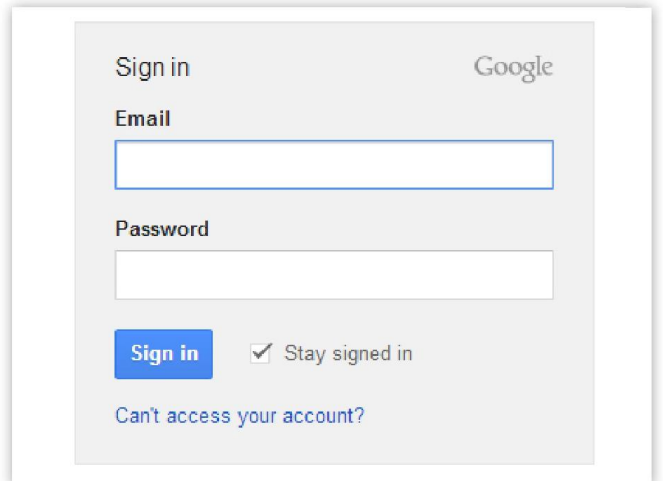 Sign in Google
Email
Password
Sign in Stay signed in
Can't access your account?